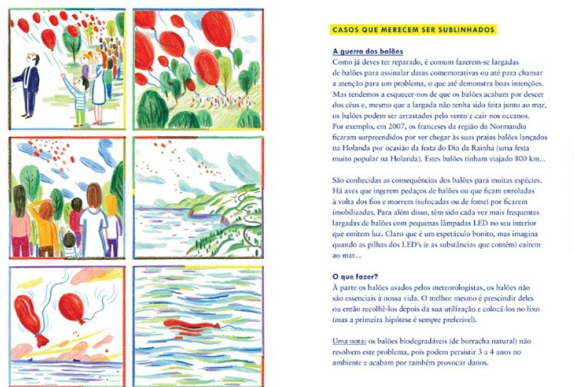 CASOS QUE MERECEM SER SUBLINHADOS
A guerra dos balões
Como já deves ter reparado, é comum fazerem-se largadas
de balões para assinalar datas comemorativas ou até para chamar
a atenção para um problema, o que até demonstra boas intenções.
Mas tendemos a esquecer-nos de que os balões acabam por descer
dos céus e, mesmo que a largada não tenha sido feita junto ao mar,
os balões podem ser arrastados pelo vento e cair nos oceanos.
Por exemplo, em 2007, os franceses da região da Normandia
ficaram surpreendidos por ver chegar às suas praias balões lançados
na Holanda por ocasião da festa do Dia da Rainha (uma festa
muito popular na Holanda). Estes balões tinham viajado 800 km...
São conhecidas as consequências dos balões para muitas espécies.
Há aves que ingerem pedaços de balões ou que ficam enroladas
à volta dos fios e morrem (sufocadas ou de fome) por ficarem
imobilizadas. Para além disso, têm sido cada vez mais frequentes
largadas de balões com pequenas lâmpadas LED no seu interior
que emitem luz. Claro que é um espetáculo bonito, mas imagina
quando as pilhas dos LED's (e as substâncias que contêm) caírem
ao mar...
O que fazer?
À parte os balões usados pelos meteorologistas, os balões não
são essenciais à nossa vida. O melhor mesmo é prescindir deles
ou então recolhê-los depois da sua utilização e colocá-los no lixo
(mas a primeira hipótese é sempre preferível).
Uma nota: os balões biodegradáveis (de borracha natural) não
resolvem este problema, pois podem persistir 3 a 4 anos no
ambiente e acabam por também provocar danos.